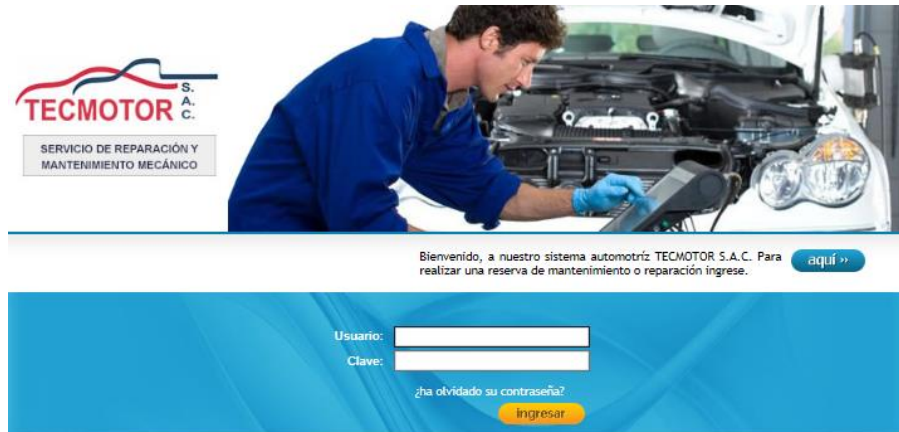 TECMOTOR S.A.C.
SERVICIO DE REPARACIÓN Y
MANTENIMIENTO MECÁNICO
Bienvenido, a nuestro sistema automotríz TECMOTOR S.A.C. Para
realizar una reserva de mantenimiento o reparación ingrese.
aquí »
Usuario:
Clave:
¿ha olvidado su contraseña?
ingresar